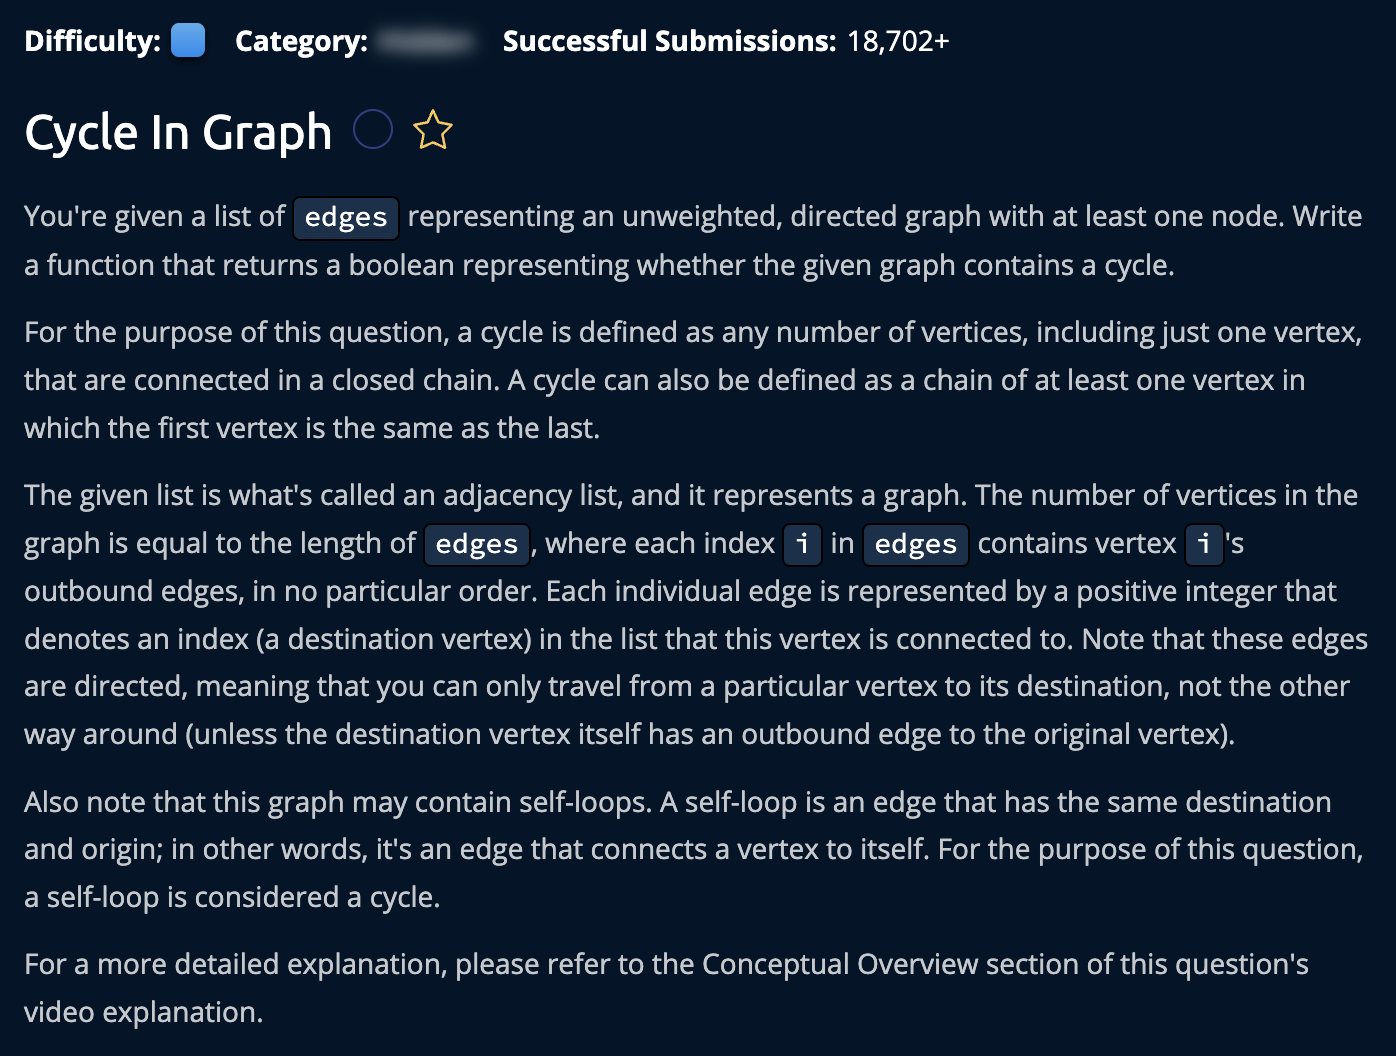 Difficulty: Category: Successful Submissions: 18,702+
Cycle In Graph
You're given a list of edges representing an unweighted, directed graph with at least one node. Write
a function that returns a boolean representing whether the given graph contains a cycle.
For the purpose of this question, a cycle is defined as any number of vertices, including just one vertex,
that are connected in a closed chain. A cycle can also be defined as a chain of at least one vertex in
which the first vertex is the same as the last.
The given list is what's called an adjacency list, and it represents a graph. The number of vertices in the
graph is equal to the length of edges, where each index i in edges contains vertex i's
outbound edges, in no particular order. Each individual edge is represented by a positive integer that
denotes an index (a destination vertex) in the list that this vertex is connected to. Note that these edges
are directed, meaning that you can only travel from a particular vertex to its destination, not the other
way around (unless the destination vertex itself has an outbound edge to the original vertex).
Also note that this graph may contain self-loops. A self-loop is an edge that has the same destination
and origin; in other words, it's an edge that connects a vertex to itself. For the purpose of this question,
a self-loop is considered a cycle.
For a more detailed explanation, please refer to the Conceptual Overview section of this question's
video explanation.